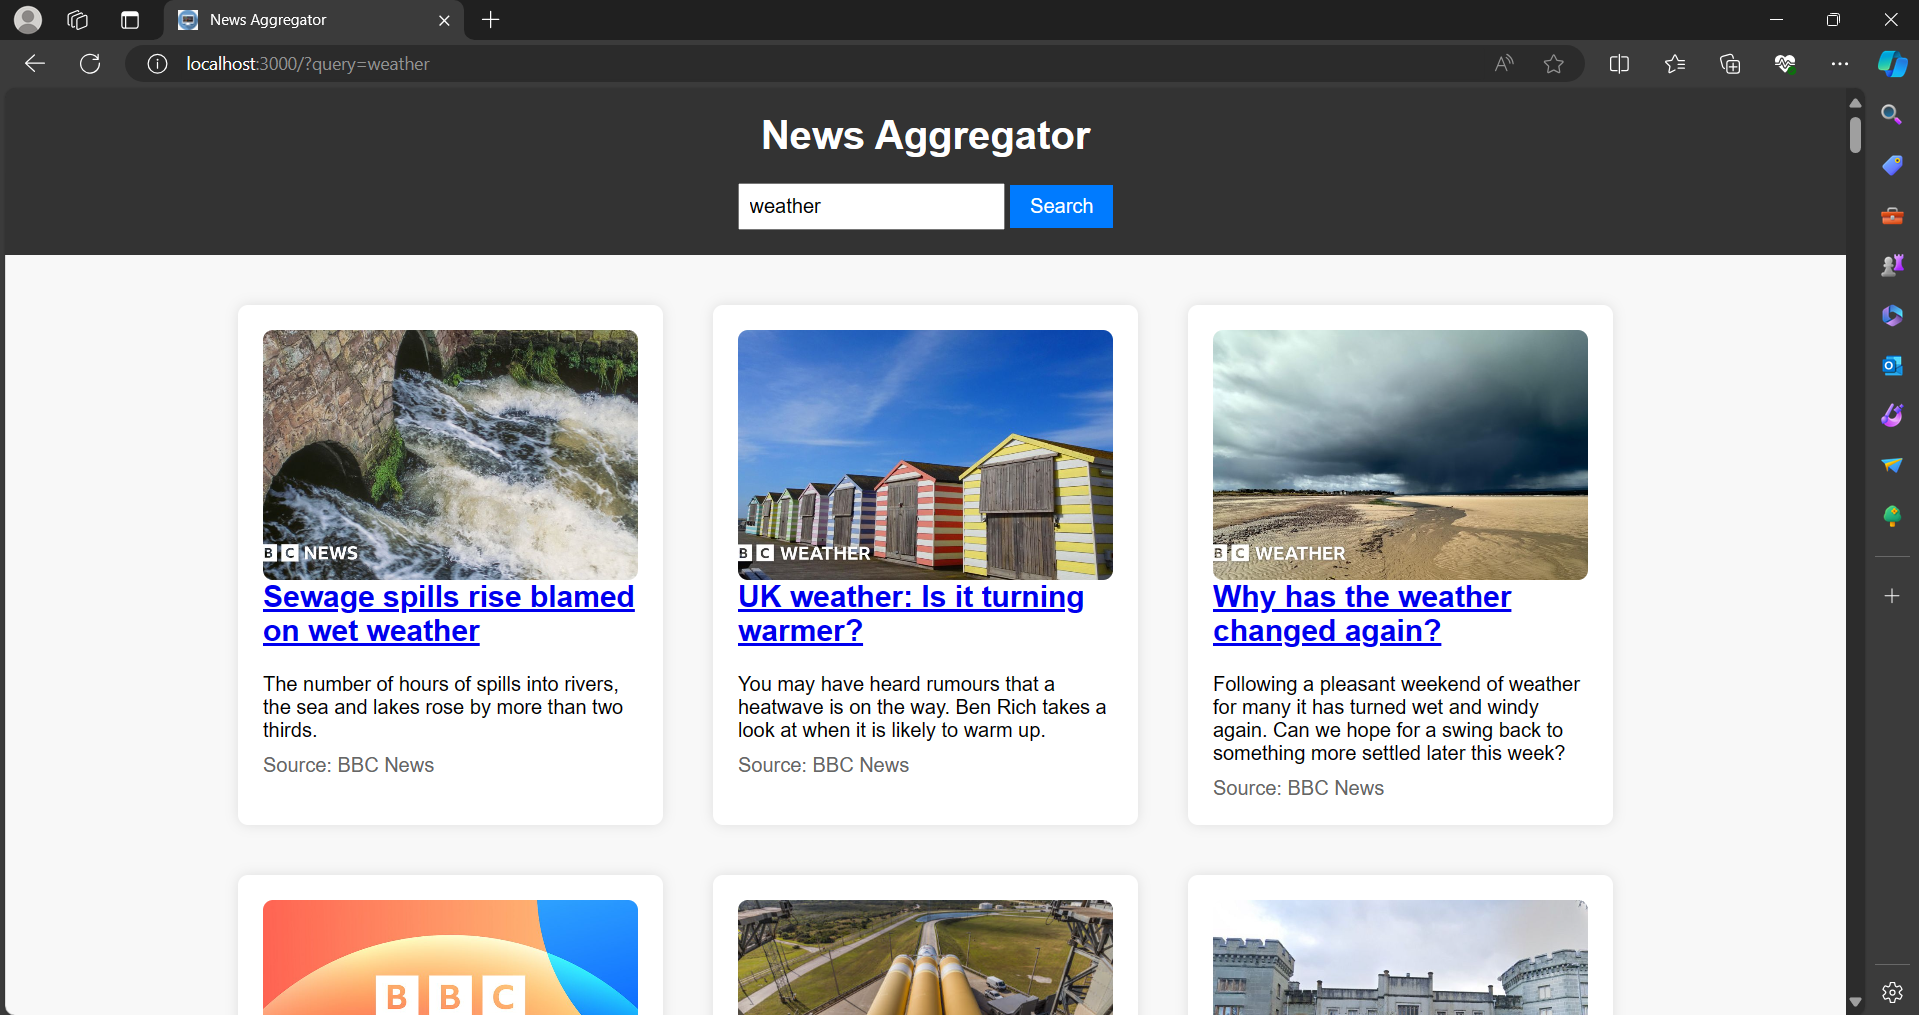 News Aggregator
localhost:3000/?query=weather
News Aggregator
weather
Search
BC NEWS
Sewage spills rise blamed
on wet weather
The number of hours of spills into rivers,
the sea and lakes rose by more than two
thirds.
Source: BBC News
BC WEATHER
UK weather: Is it turning
warmer?
You may have heard rumours that a
heatwave is on the way. Ben Rich takes a
look at when it is likely to warm up.
Source: BBC News
BC WEATHER
Why has the weather
changed again?
Following a pleasant weekend of weather
for many it has turned wet and windy
again. Can we hope for a swing back to
something more settled later this week?
Source: BBC News
BBC